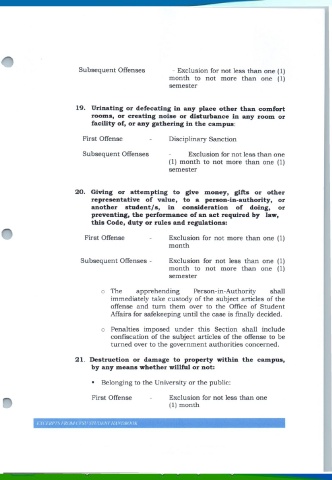 Subsequent Offenses - Exclusion for not less than one (1)
month to not more than one (1)
semester
19. Urinating or defecating in any place other than comfort
rooms, or creating noise or disturbance in any room or
facility of, or any gathering in the campus:
First Offense - Disciplinary Sanction
Subsequent Offenses - Exclusion for not less than one
(1) month to not more than one (1)
semester
20. Giving or attempting to give money, gifts or other
representative of value, to a person-in-authority, or
another student/s, in consideration of doing, or
preventing, the performance of an act required by law,
this Code, duty or rules and regulations:
First Offense - Exclusion for not more than one (1)
month
Subsequent Offenses - Exclusion for not less than one (1)
month to not more than one (1)
semester
o The apprehending Person-in-Authority shall
immediately take custody of the subject articles of the
offense and turn them over to the Office of Student
Affairs for safekeeping until the case is finally decided.
o Penalties imposed under this Section shall include
confiscation of the subject articles of the offense to be
turned over to the government authorities concerned.
21. Destruction or damage to property within the campus,
by any means whether willful or not:
• Belonging to the University or the public:
First Offense - Exclusion for not less than one
(1) month
STUDENT HANDBOOK